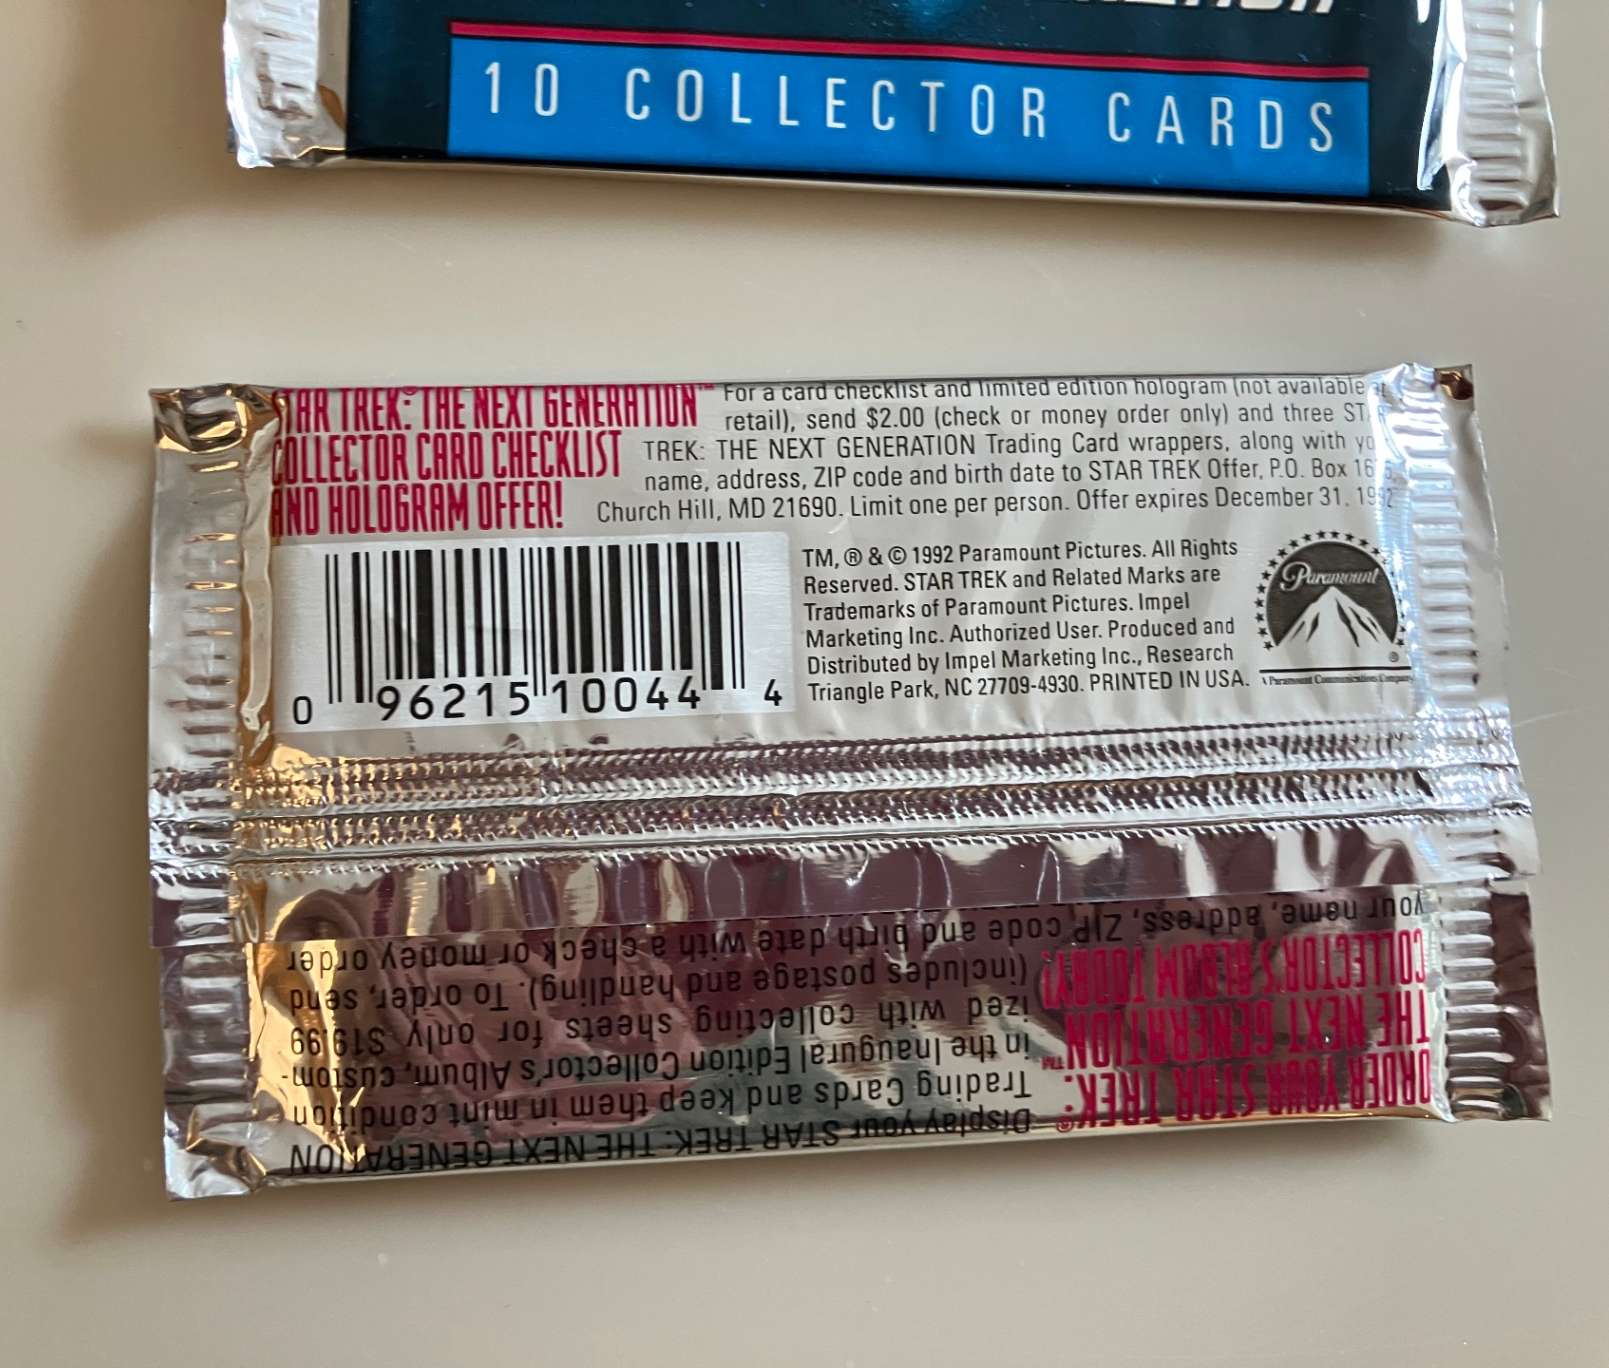 10 COLLECTOR CARDS
STAR TREK:® THE NEXT GENERATION™
COLLECTOR CARD CHECKLIST
AND HOLOGRAM OFFER!
For a card checklist and limited edition hologram (not available at
retail), send $2.00 (check or money order only) and three STAR
TREK: THE NEXT GENERATION Trading Card wrappers, along with
name, address, ZIP code and birth date to STAR TREK Offer, P.O. Box
Church Hill, MD 21690. Limit one per person. Offer expires December 31, 1992
0 96215 10044 4
TM, ® & © 1992 Paramount Pictures. All Rights
Reserved. STAR TREK and Related Marks are
Trademarks of Paramount Pictures. Impel
Marketing Inc. Authorized User. Produced and
Distributed by Impel Marketing Inc., Research
Triangle Park, NC 27709-4930. PRINTED IN USA.
Paramount
®
A Paramount Communications Company
ORDER YOUR STAR TREK:®
THE NEXT GENERATION™
COLLECTOR'S ALBUM TODAY!
Display your STAR TREK: THE NEXT GENERATION
Trading Cards and keep them in mint condition
in the Inaugural Edition Collector's Album, custom-
ized with collecting sheets for only $19.99
(includes postage and handling). To order, send
your name, address, ZIP code and birth date with a check or money order